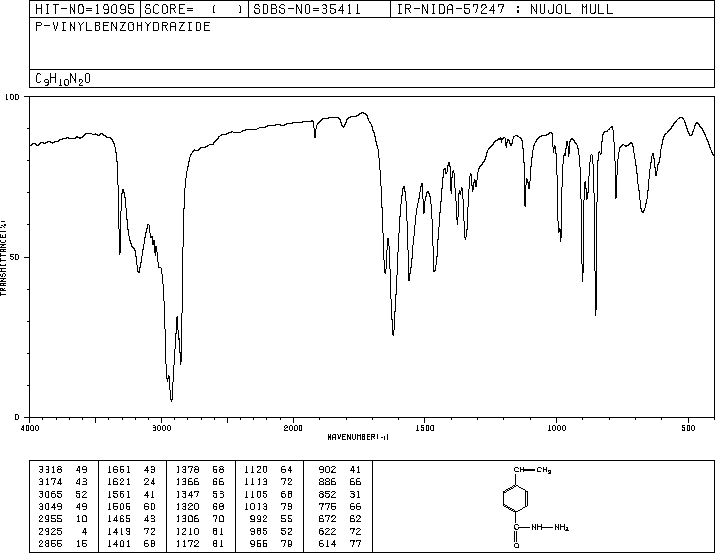 HIT-NO=19095 SCORE= ( ) SDBS-NO=35411 IR-NIDA-57247 : NUJOL MULL
P-VINYLBENZOHYDRAZIDE
C9H10N2O
100
50
0
TRANSMITTANCE(%)
4000 3000 2000 1500 1000 500
WAVENUMBER(-1)
3318 49 1651 43 1378 58 1120 64 902 41
3174 43 1621 24 1366 66 1113 72 886 66
3065 52 1561 41 1347 53 1105 68 852 31
3049 49 1506 60 1320 68 1013 79 776 66
2955 10 1465 43 1306 70 992 55 672 62
2925 4 1419 72 1210 81 985 52 622 72
2855 15 1401 68 1172 81 966 79 614 77
CH—CH2
C—NH—NH2
O